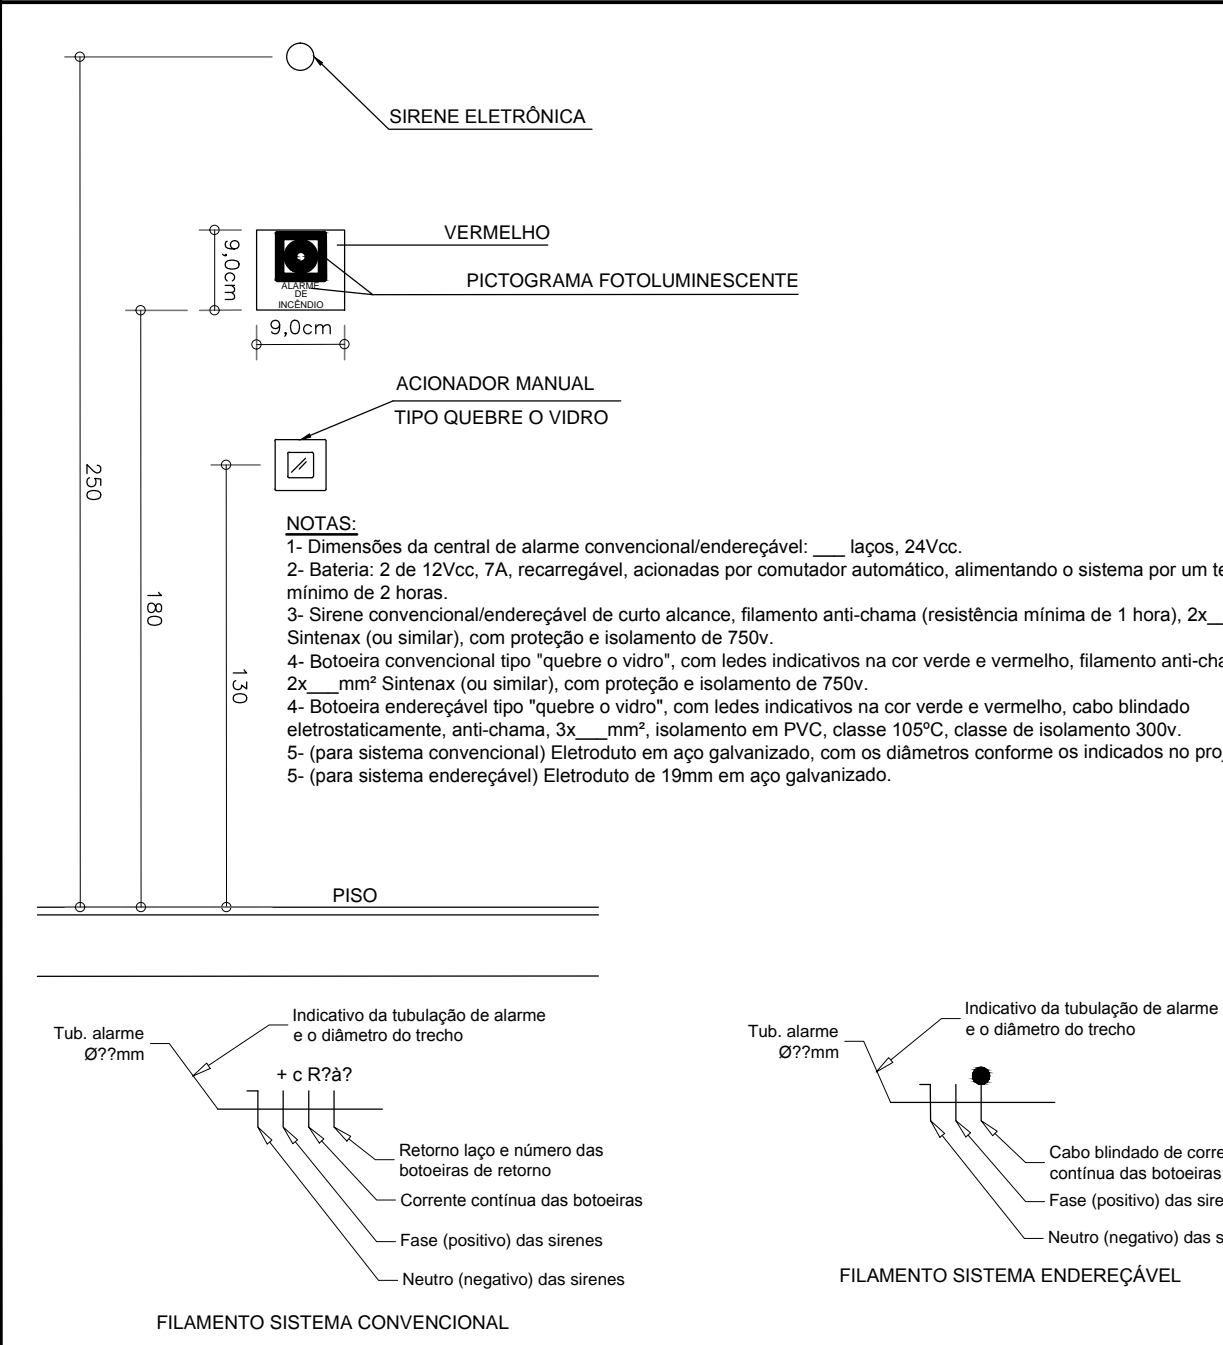 SIRENE ELETRÔNICA
VERMELHO
9,0cm
PICTOGRAMA FOTOLUMINESCENTE
ALARME
DE
INCÊNDIO
9,0cm
ACIONADOR MANUAL
TIPO QUEBRE O VIDRO
250
180
130
NOTAS:
1- Dimensões da central de alarme convencional/endereçável: ___ laços, 24Vcc.
2- Bateria: 2 de 12Vcc, 7A, recarregável, acionadas por comutador automático, alimentando o sistema por um te
mínimo de 2 horas.
3- Sirene convencional/endereçável de curto alcance, filamento anti-chama (resistência mínima de 1 hora), 2x__
Sintenax (ou similar), com proteção e isolamento de 750v.
4- Botoeira convencional tipo "quebre o vidro", com ledes indicativos na cor verde e vermelho, filamento anti-cha
2x___mm² Sintenax (ou similar), com proteção e isolamento de 750v.
4- Botoeira endereçável tipo "quebre o vidro", com ledes indicativos na cor verde e vermelho, cabo blindado
eletrostaticamente, anti-chama, 3x___mm², isolamento em PVC, classe 105ºC, classe de isolamento 300v.
5- (para sistema convencional) Eletroduto em aço galvanizado, com os diâmetros conforme os indicados no proj
5- (para sistema endereçável) Eletroduto de 19mm em aço galvanizado.
PISO
Indicativo da tubulação de alarme
e o diâmetro do trecho
Tub. alarme
Ø??mm
+ c R?à?
Retorno laço e número das
botoeiras de retorno
Corrente contínua das botoeiras
Fase (positivo) das sirenes
Neutro (negativo) das sirenes
FILAMENTO SISTEMA CONVENCIONAL
Indicativo da tubulação de alarme
e o diâmetro do trecho
Tub. alarme
Ø??mm
Cabo blindado de corre
contínua das botoeiras
Fase (positivo) das sire
Neutro (negativo) das s
FILAMENTO SISTEMA ENDEREÇÁVEL